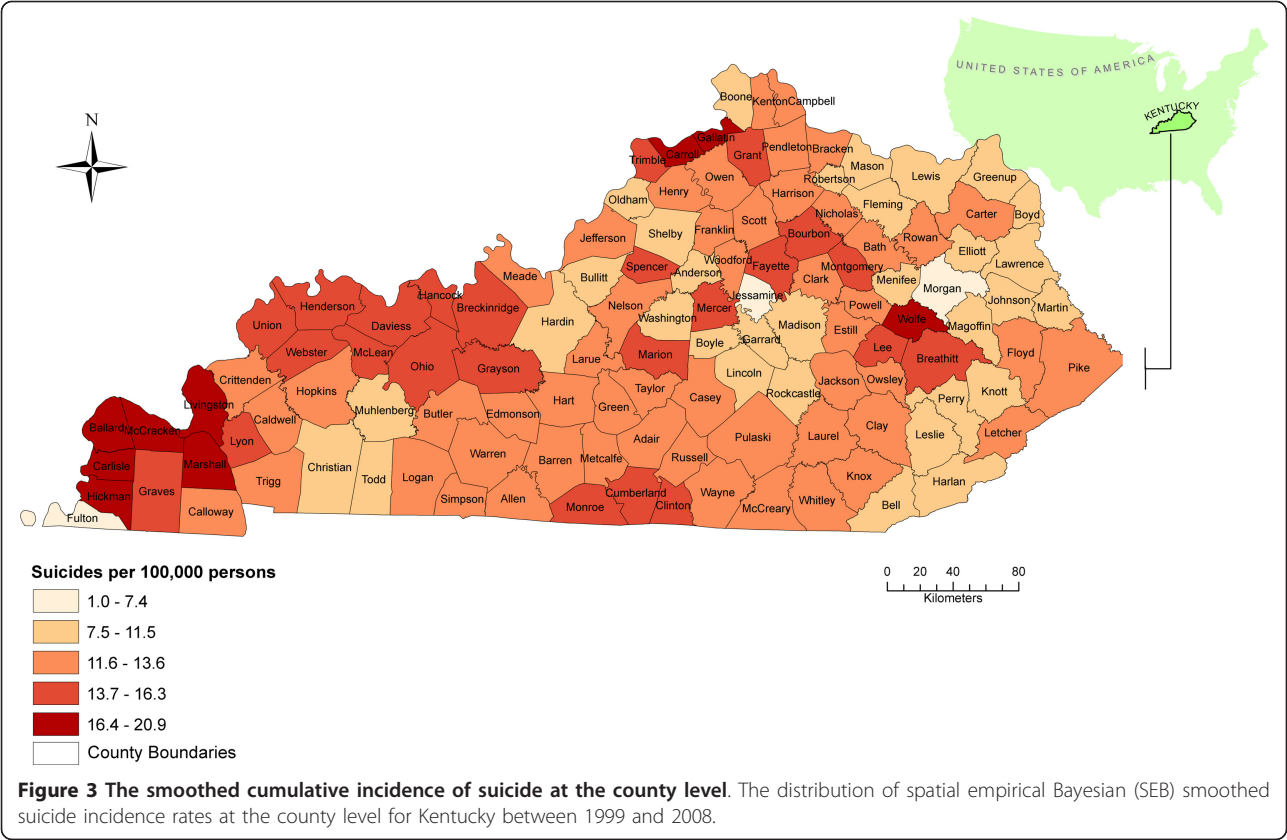 UNITED STATES OF AMERICA
KENTUCKY
N
Boone
Kenton
Campbell
Gallatin
Carroll
Trimble
Grant
Pendleton
Bracken
Mason
Robertson
Lewis
Greenup
Owen
Henry
Harrison
Oldham
Fleming
Nicholas
Carter
Boyd
Scott
Franklin
Shelby
Jefferson
Bourbon
Rowan
Bath
Elliott
Woodford
Fayette
Montgomery
Spencer
Anderson
Lawrence
Meade
Bullitt
Clark
Menifee
Morgan
Hancock
Jessamine
Johnson
Martin
Henderson
Breckinridge
Nelson
Mercer
Powell
Washington
Wolfe
Magoffin
Union
Daviess
Hardin
Madison
Estill
Boyle
Garrard
Lee
Webster
McLean
Larue
Marion
Breathitt
Floyd
Ohio
Grayson
Pike
Lincoln
Crittenden
Jackson
Owsley
Hopkins
Taylor
Rockcastle
Knott
Perry
Casey
Hart
Green
Livingston
Muhlenberg
Butler
Edmonson
Caldwell
Ballard
McCracken
Clay
Letcher
Leslie
Lyon
Adair
Pulaski
Laurel
Warren
Barren
Metcalfe
Russell
Carlisle
Marshall
Christian
Todd
Logan
Trigg
Knox
Harlan
Hickman
Graves
Simpson
Allen
Cumberland
Wayne
Whitley
Monroe
Clinton
McCreary
Bell
Calloway
Fulton
Suicides per 100,000 persons
1.0 - 7.4
7.5 - 11.5
11.6 - 13.6
13.7 - 16.3
16.4 - 20.9
County Boundaries
0 20 40 80
Kilometers
Figure 3 The smoothed cumulative incidence of suicide at the county level. The distribution of spatial empirical Bayesian (SEB) smoothed
suicide incidence rates at the county level for Kentucky between 1999 and 2008.